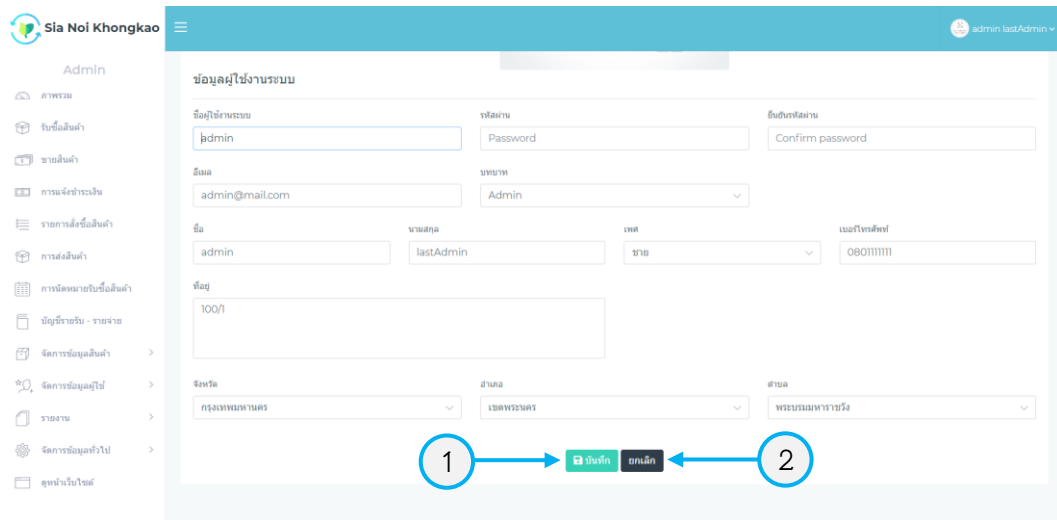 Sia Noi Khongkao
admin lastAdmin
Admin
ภาพรวม
รับซื้อสินค้า
ขายสินค้า
การแจ้งชำระเงิน
รายการสั่งซื้อสินค้า
การส่งสินค้า
การนัดหมายรับซื้อสินค้า
บัญชีรายรับ - รายจ่าย
จัดการข้อมูลสินค้า
จัดการข้อมูลผู้ใช้
รายงาน
จัดการข้อมูลทั่วไป
ดูหน้าเว็บไซต์
ข้อมูลผู้ใช้งานระบบ
ชื่อผู้ใช้งานระบบ รหัสผ่าน ยืนยันรหัสผ่าน
admin Password Confirm password
อีเมล บทบาท
admin@mail.com Admin
ชื่อ นามสกุล เพศ เบอร์โทรศัพท์
admin lastAdmin ชาย 0801111111
ที่อยู่
100/1
จังหวัด อำเภอ ตำบล
กรุงเทพมหานคร เขตพระนคร พระบรมมหาราชวัง
1 บันทึก ยกเลิก 2